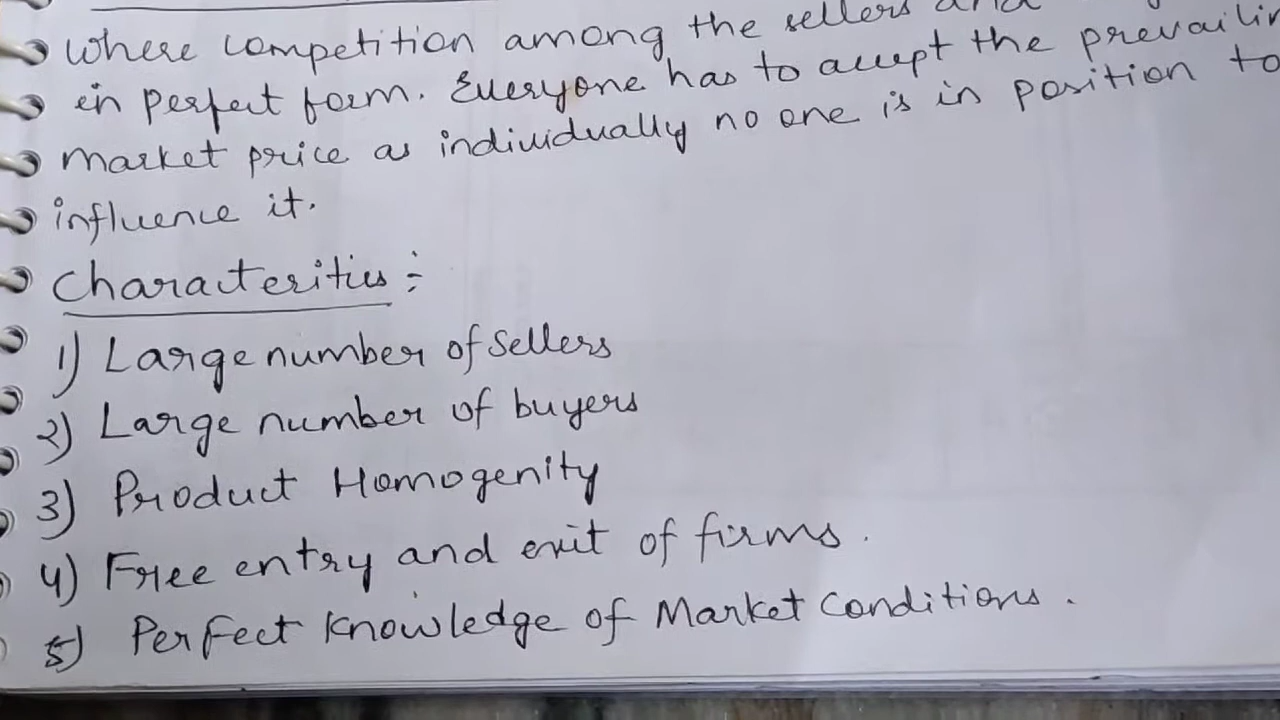 where competition among the sellers and
in perfect form. Everyone has to accept the prevailin
market price as individually no one is in position to
influence it.
Characteritics :-
1) Large number of Sellers
2) Large number of buyers
3) Product Homogenity
4) Free entry and exit of firms.
5) Perfect Knowledge of Market Conditions.